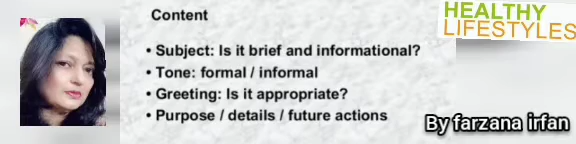 Content
• Subject: Is it brief and informational?
• Tone: formal / informal
• Greeting: Is it appropriate?
• Purpose / details / future actions
HEALTHY
LIFESTYLES
By farzana irfan